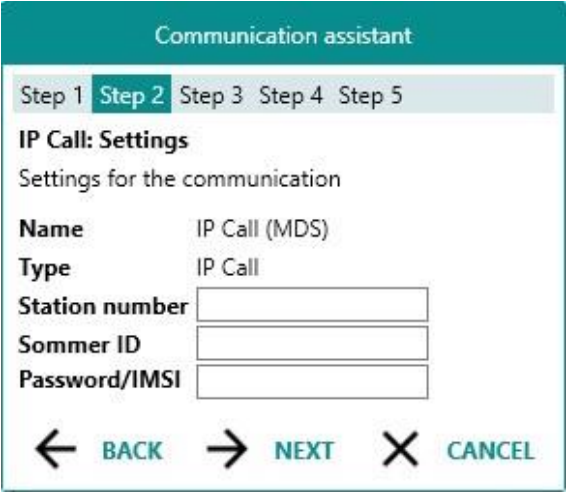 Communication assistant
Step 1 Step 2 Step 3 Step 4 Step 5
IP Call: Settings
Settings for the communication
Name IP Call (MDS)
Type IP Call
Station number
Sommer ID
Password/IMSI
BACK NEXT CANCEL